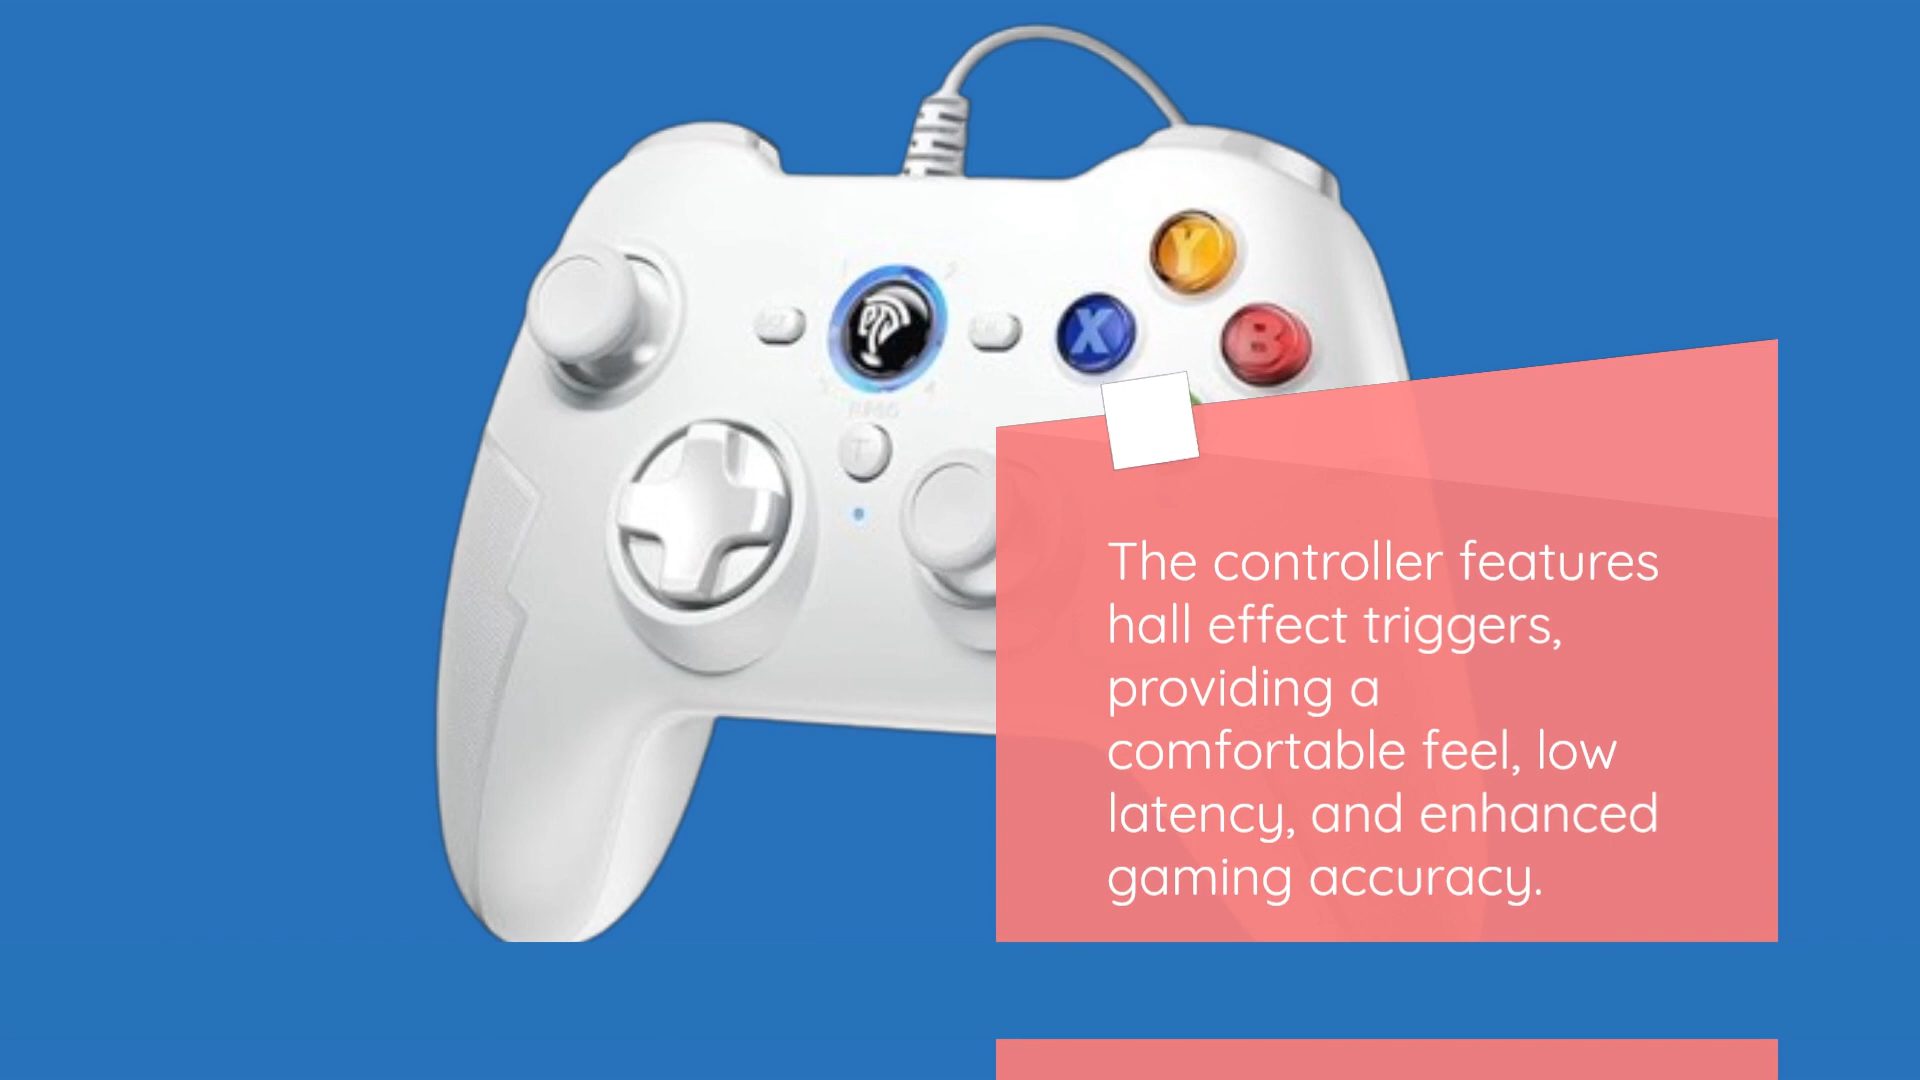 Y
X
B
T
The controller features
hall effect triggers,
providing a
comfortable feel, low
latency, and enhanced
gaming accuracy.